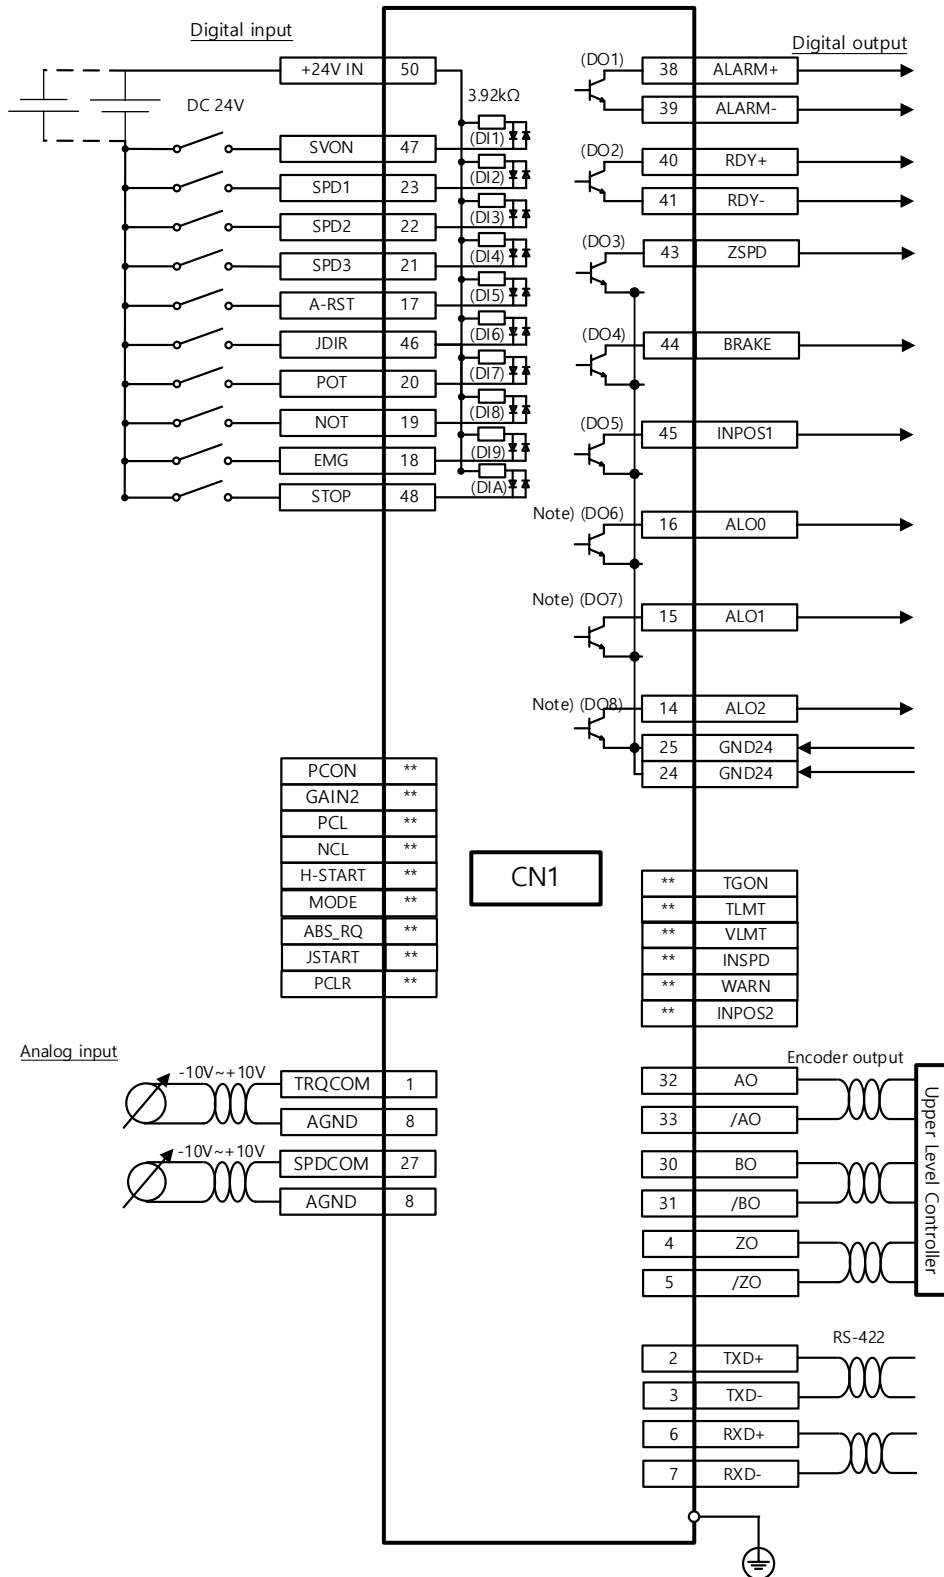 Digital input
Digital output
+24V IN 50
DC 24V
3.92kΩ
SVON 47 (DI1)
SPD1 23 (DI2)
SPD2 22 (DI3)
SPD3 21 (DI4)
A-RST 17 (DI5)
JDIR 46 (DI6)
POT 20 (DI7)
NOT 19 (DI8)
EMG 18 (DI9)
STOP 48 (DIA)
(DO1) 38 ALARM+
39 ALARM-
(DO2) 40 RDY+
41 RDY-
(DO3) 43 ZSPD
(DO4) 44 BRAKE
(DO5) 45 INPOS1
Note) (DO6) 16 ALO0
Note) (DO7) 15 ALO1
Note) (DO8) 14 ALO2
25 GND24
24 GND24
PCON **
GAIN2 **
PCL **
NCL **
H-START **
MODE **
ABS_RQ **
JSTART **
PCLR **
CN1
** TGON
** TLMT
** VLMT
** INSPD
** WARN
** INPOS2
Analog input
-10V~+10V
TRQCOM 1
AGND 8
-10V~+10V
SPDCOM 27
AGND 8
Encoder output
32 AO
33 /AO
30 BO
31 /BO
4 ZO
5 /ZO
Upper Level Controller
RS-422
2 TXD+
3 TXD-
6 RXD+
7 RXD-